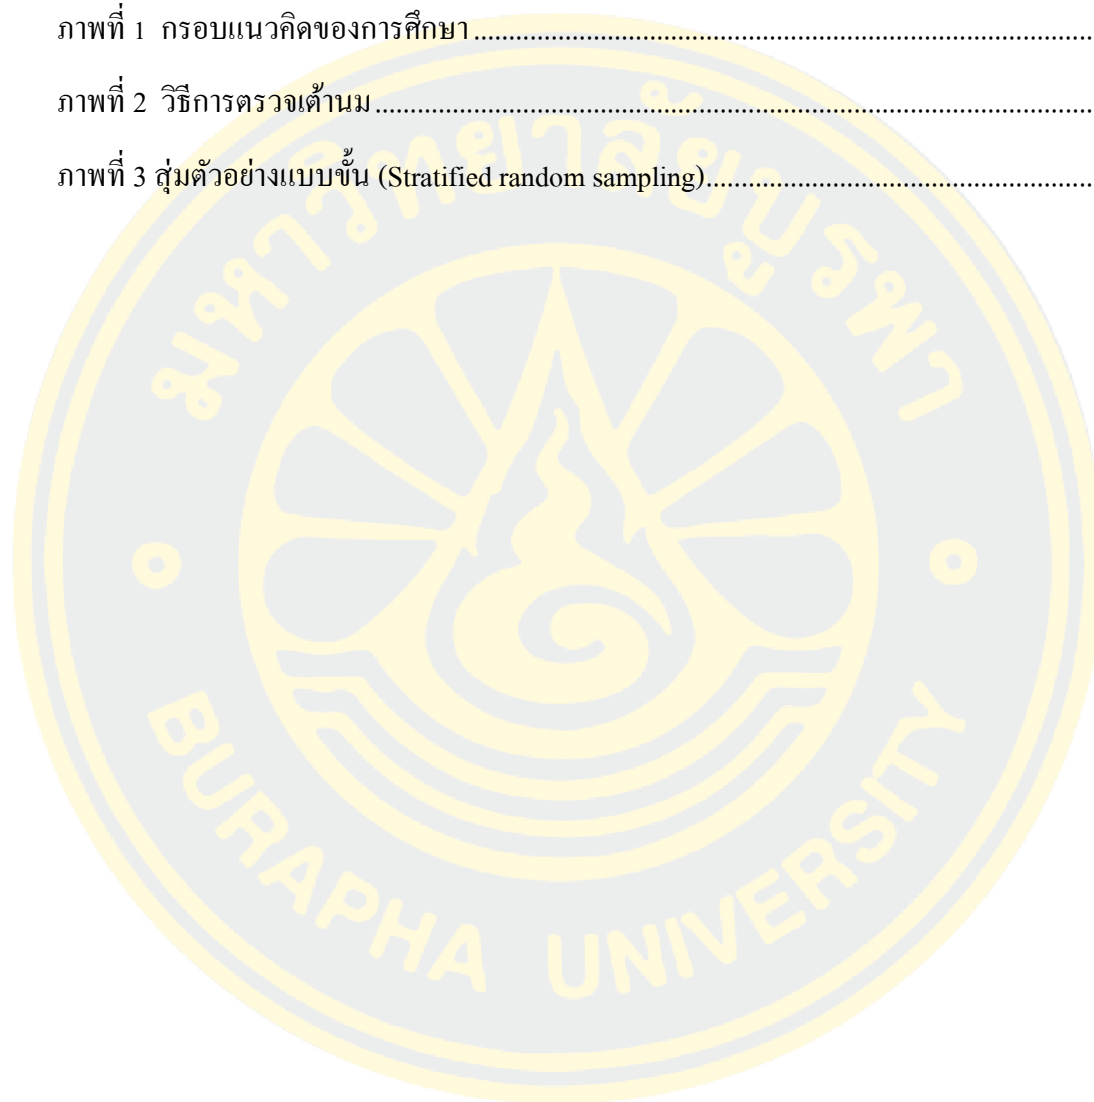 ภาพที่ 1 กรอบแนวคิดของการศึกษา....................................................................................
ภาพที่ 2 วิธีการตรวจเต้านม....................................................................................................
ภาพที่ 3 สุ่มตัวอย่างแบบขั้น (Stratified random sampling)......................................................
มหาวิทยาลัยบูรพา
BURAPHA UNIVERSITY